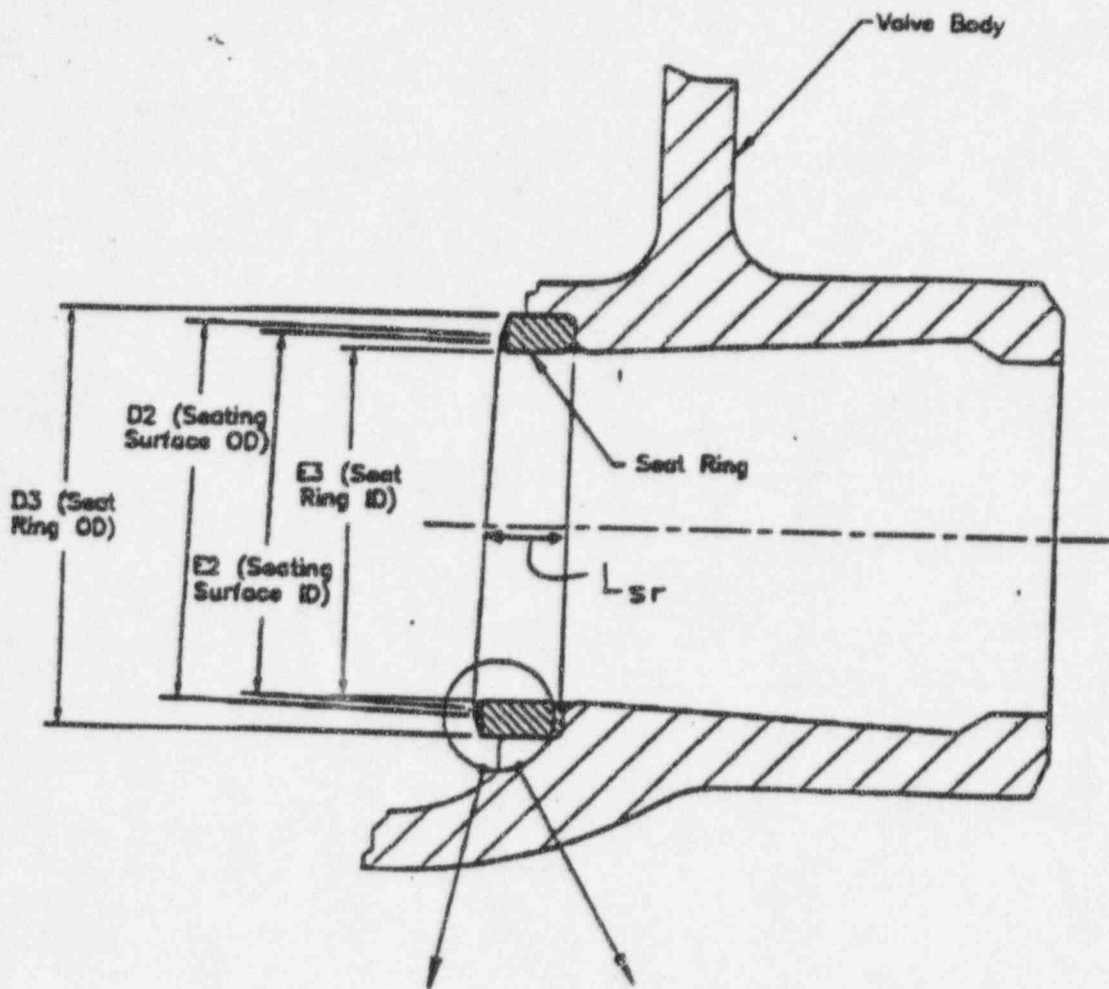 Valve Body
D2 (Seating
Surface OD)
E3 (Seat
Ring ID)
Seat Ring
D3 (Seat
Ring OD)
E2 (Seating
Surface ID)
Lsr